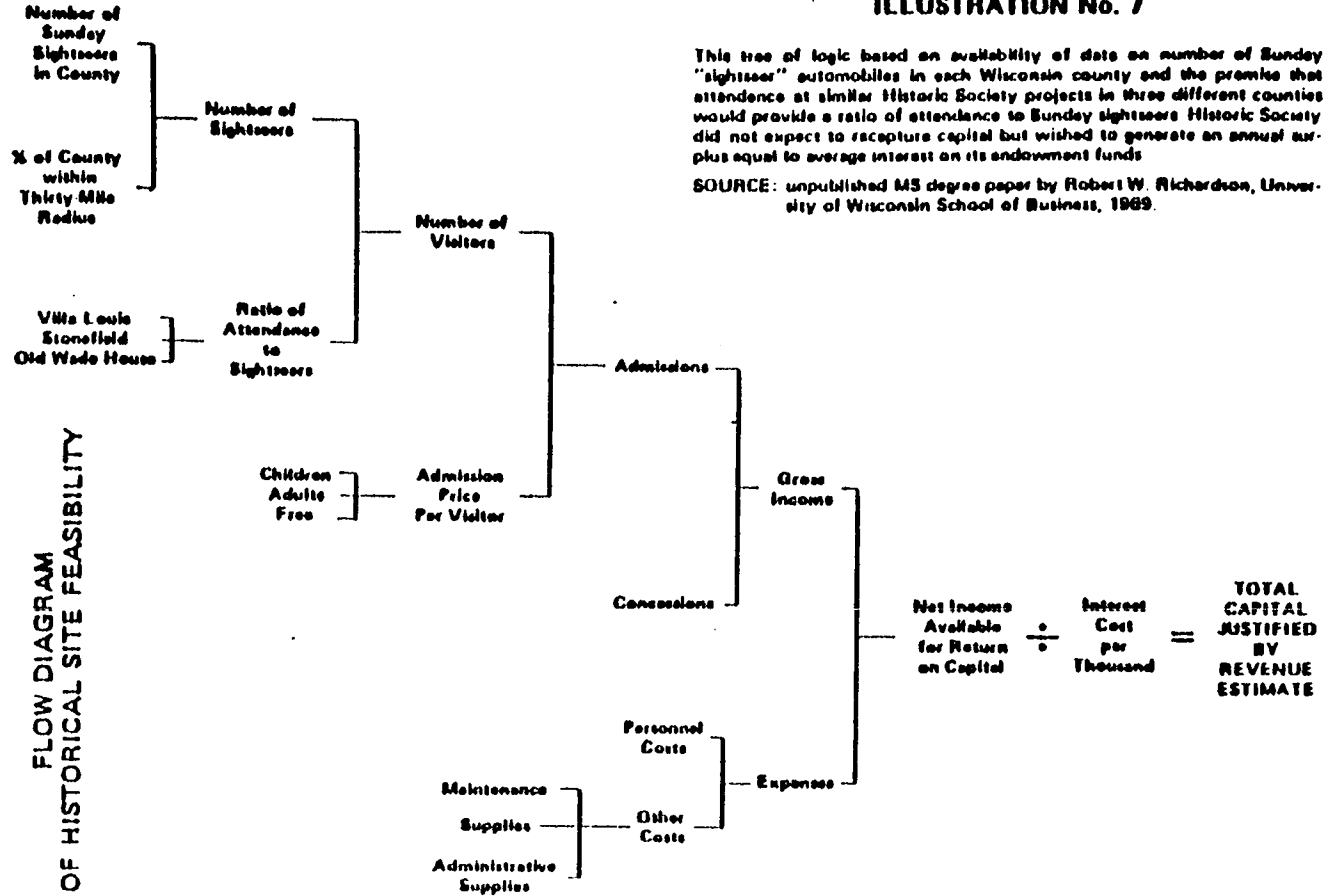 ILLUSTRATION No. 7
This tree of logic based on availability of data on number of Sunday
"sightseer" automobiles in each Wisconsin county and the premise that
attendance at similar Historic Society projects in three different counties
would provide a ratio of attendance to Sunday sightseers Historic Society
did not expect to recapture capital but wished to generate an annual sur-
plus equal to average interest on its endowment funds
SOURCE: unpublished MS degree paper by Robert W. Richardson, Univer-
sity of Wisconsin School of Business, 1969.
Number of
Sunday
Sightseers
in County
% of County
within
Thirty-Mile
Radius
Number of
Sightseers
Villa Louis
Stonefield
Old Wade House
Ratio of
Attendance
to
Sightseers
Number of
Visitors
Children
Adults
Free
Admission
Price
Per Visitor
Admissions
Concessions
Gross
Income
Personnel
Costs
Maintenance
Supplies
Administrative
Supplies
Other
Costs
Expenses
Net Income
Available
for Return
on Capital
÷
Interest
Cost
per
Thousand
=
TOTAL
CAPITAL
JUSTIFIED
BY
REVENUE
ESTIMATE
FLOW DIAGRAM
OF HISTORICAL SITE FEASIBILITY